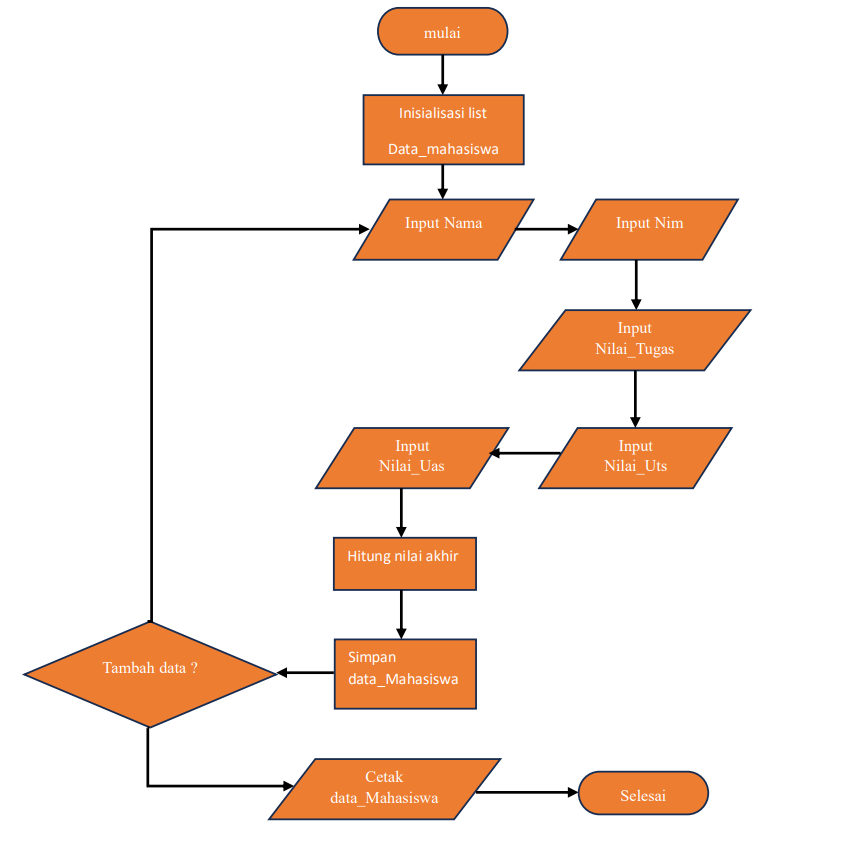 mulai
Inisialisasi list
Data_mahasiswa
Input Nama
Input Nim
Input
Nilai_Tugas
Input
Nilai_Uts
Input
Nilai_Uas
Hitung nilai akhir
Simpan
data_Mahasiswa
Tambah data ?
Cetak
data_Mahasiswa
Selesai